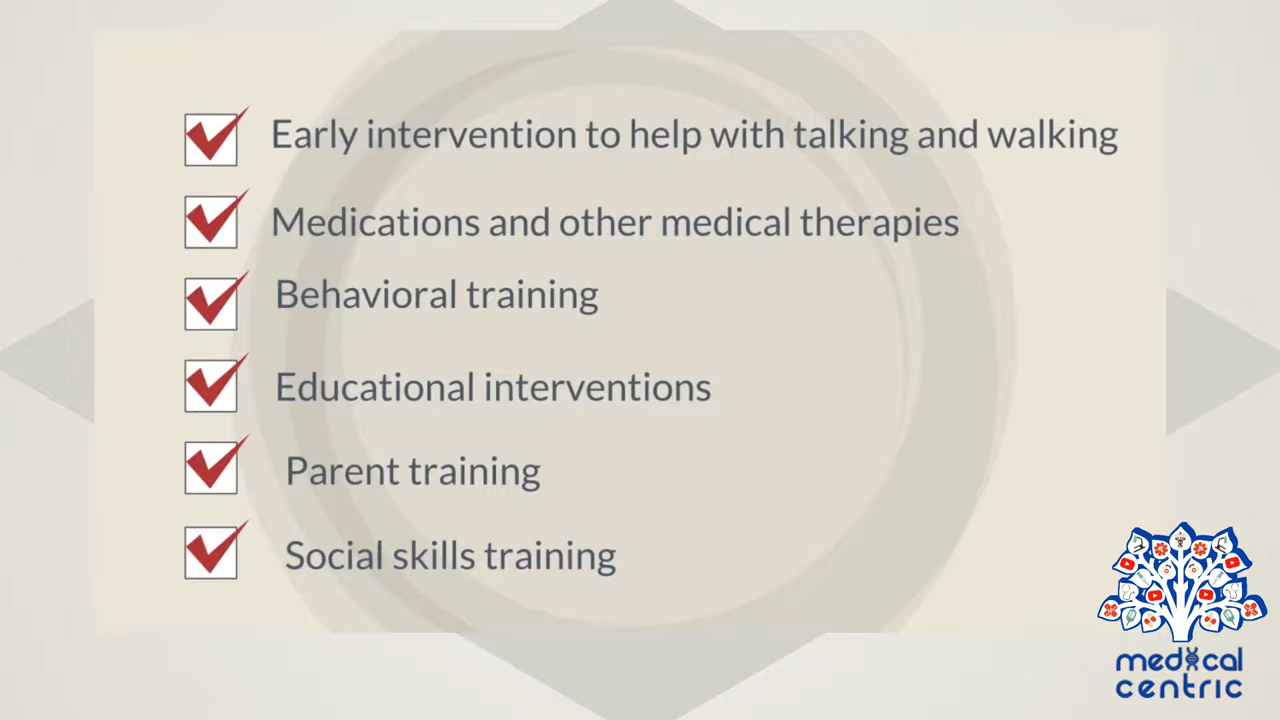 Early intervention to help with talking and walking
Medications and other medical therapies
Behavioral training
Educational interventions
Parent training
Social skills training
medical
centric